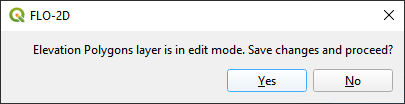 FLO-2D
Elevation Polygons layer is in edit mode. Save changes and proceed?
Yes No